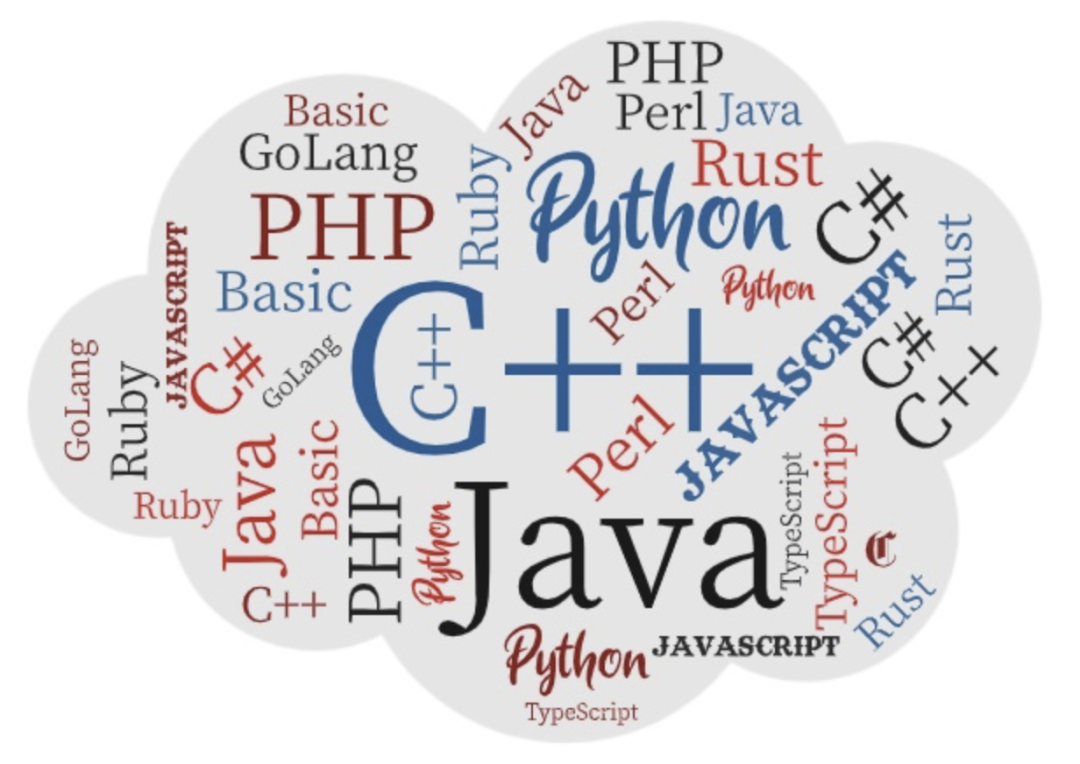 PHP
Java
Perl
Java
Basic
GoLang
Rust
Python
Ruby
PHP
C#
JAVASCRIPT
Rust
Basic
Perl
Python
JAVASCRIPT
C++
C++
C#
GoLang
C#
C++
GoLang
Ruby
Perl
Java
Basic
TypeScript
TypeScript
Ruby
PHP
Python
Java
C
C++
Rust
Python
JAVASCRIPT
TypeScript